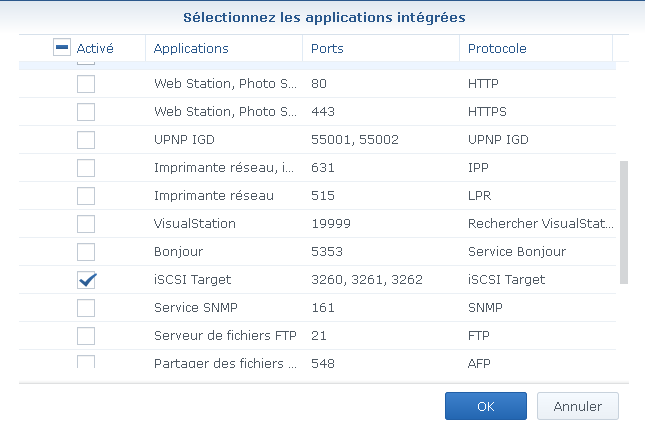 Sélectionnez les applications intégrées
Activé Applications Ports Protocole
Web Station, Photo S... 80 HTTP
Web Station, Photo S... 443 HTTPS
UPNP IGD 55001, 55002 UPNP IGD
Imprimante réseau, i... 631 IPP
Imprimante réseau 515 LPR
VisualStation 19999 Rechercher VisualStat...
Bonjour 5353 Service Bonjour
iSCSI Target 3260, 3261, 3262 iSCSI Target
Service SNMP 161 SNMP
Serveur de fichiers FTP 21 FTP
Partager des fichiers ... 548 AFP
OK Annuler